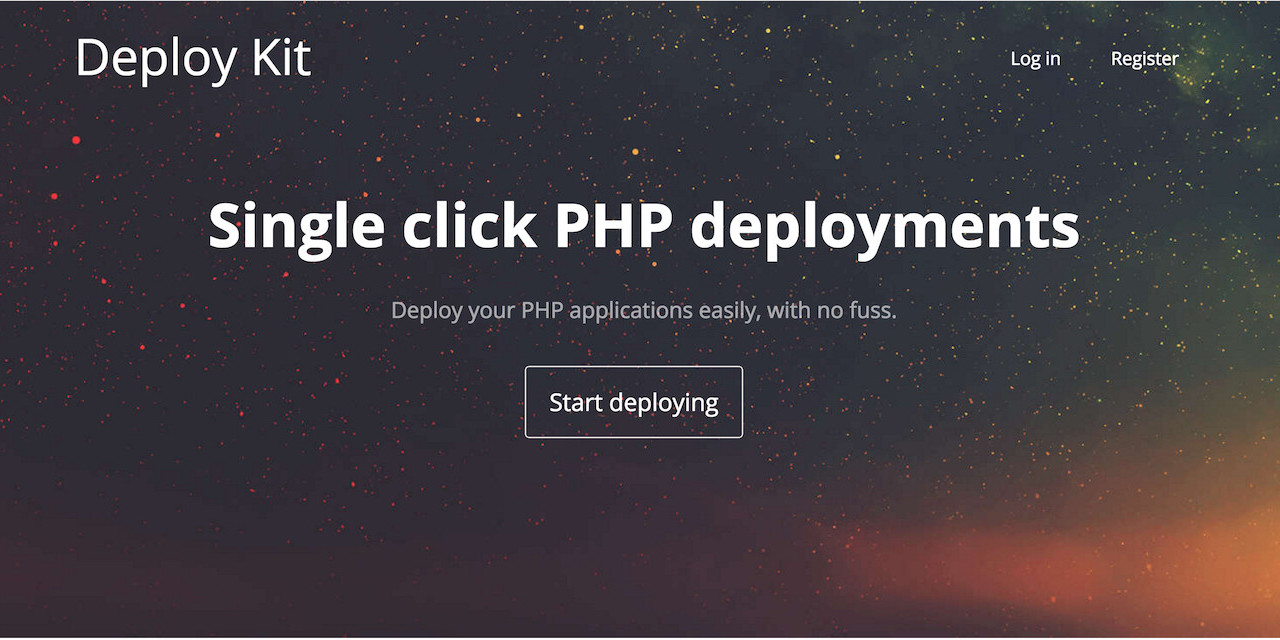 Deploy Kit
Log in
Register
Single click PHP deployments
Deploy your PHP applications easily, with no fuss.
Start deploying